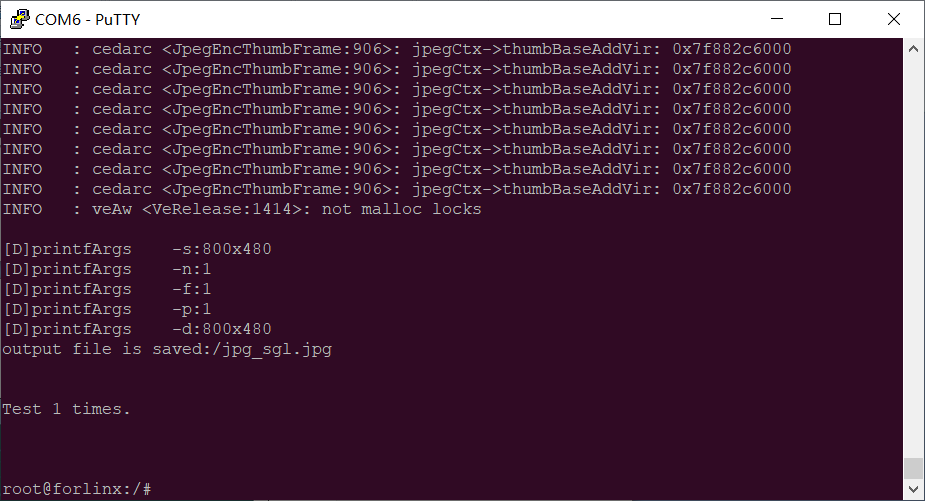 COM6 - PuTTY
INFO   : cedarc <JpegEncThumbFrame:906>: jpegCtx->thumbBaseAddVir: 0x7f882c6000
INFO   : cedarc <JpegEncThumbFrame:906>: jpegCtx->thumbBaseAddVir: 0x7f882c6000
INFO   : cedarc <JpegEncThumbFrame:906>: jpegCtx->thumbBaseAddVir: 0x7f882c6000
INFO   : cedarc <JpegEncThumbFrame:906>: jpegCtx->thumbBaseAddVir: 0x7f882c6000
INFO   : cedarc <JpegEncThumbFrame:906>: jpegCtx->thumbBaseAddVir: 0x7f882c6000
INFO   : cedarc <JpegEncThumbFrame:906>: jpegCtx->thumbBaseAddVir: 0x7f882c6000
INFO   : cedarc <JpegEncThumbFrame:906>: jpegCtx->thumbBaseAddVir: 0x7f882c6000
INFO   : cedarc <JpegEncThumbFrame:906>: jpegCtx->thumbBaseAddVir: 0x7f882c6000
INFO   : veAw <VeRelease:1414>: not malloc locks
[D]printfArgs    -s:800x480
[D]printfArgs    -n:1
[D]printfArgs    -f:1
[D]printfArgs    -p:1
[D]printfArgs    -d:800x480
output file is saved:/jpg_sgl.jpg
Test 1 times.
root@forlinx:/#